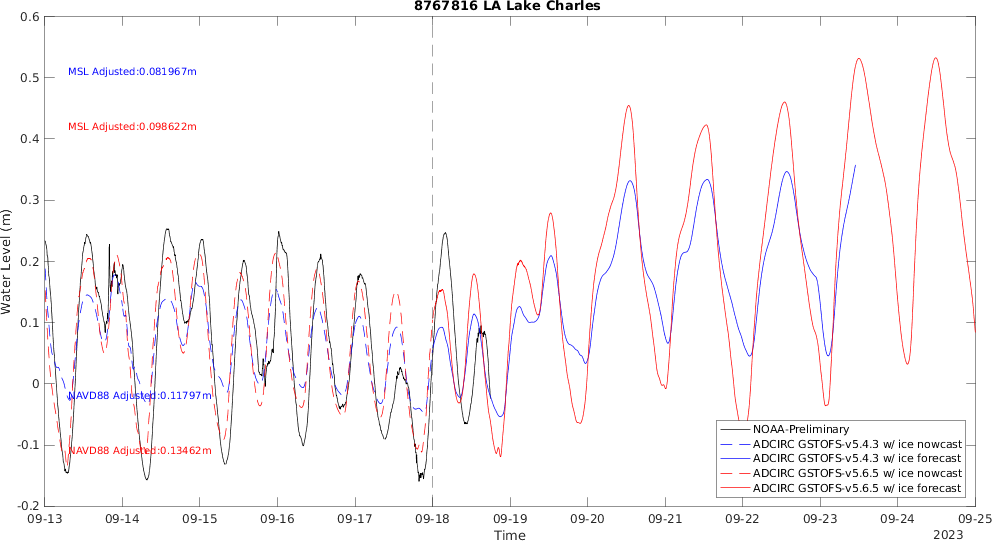 8767816 LA Lake Charles
0.6
0.5
0.4
0.3
0.2
0.1
0
-0.1
-0.2
Water Level (m)
MSL Adjusted:0.081967m
MSL Adjusted:0.098622m
NAVD88 Adjusted:0.11797m
NAVD88 Adjusted:0.13462m
NOAA-Preliminary
ADCIRC GSTOFS-v5.4.3 w/ ice nowcast
ADCIRC GSTOFS-v5.4.3 w/ ice forecast
ADCIRC GSTOFS-v5.6.5 w/ ice nowcast
ADCIRC GSTOFS-v5.6.5 w/ ice forecast
09-13 09-14 09-15 09-16 09-17 09-18 09-19 09-20 09-21 09-22 09-23 09-24 09-25
Time
2023